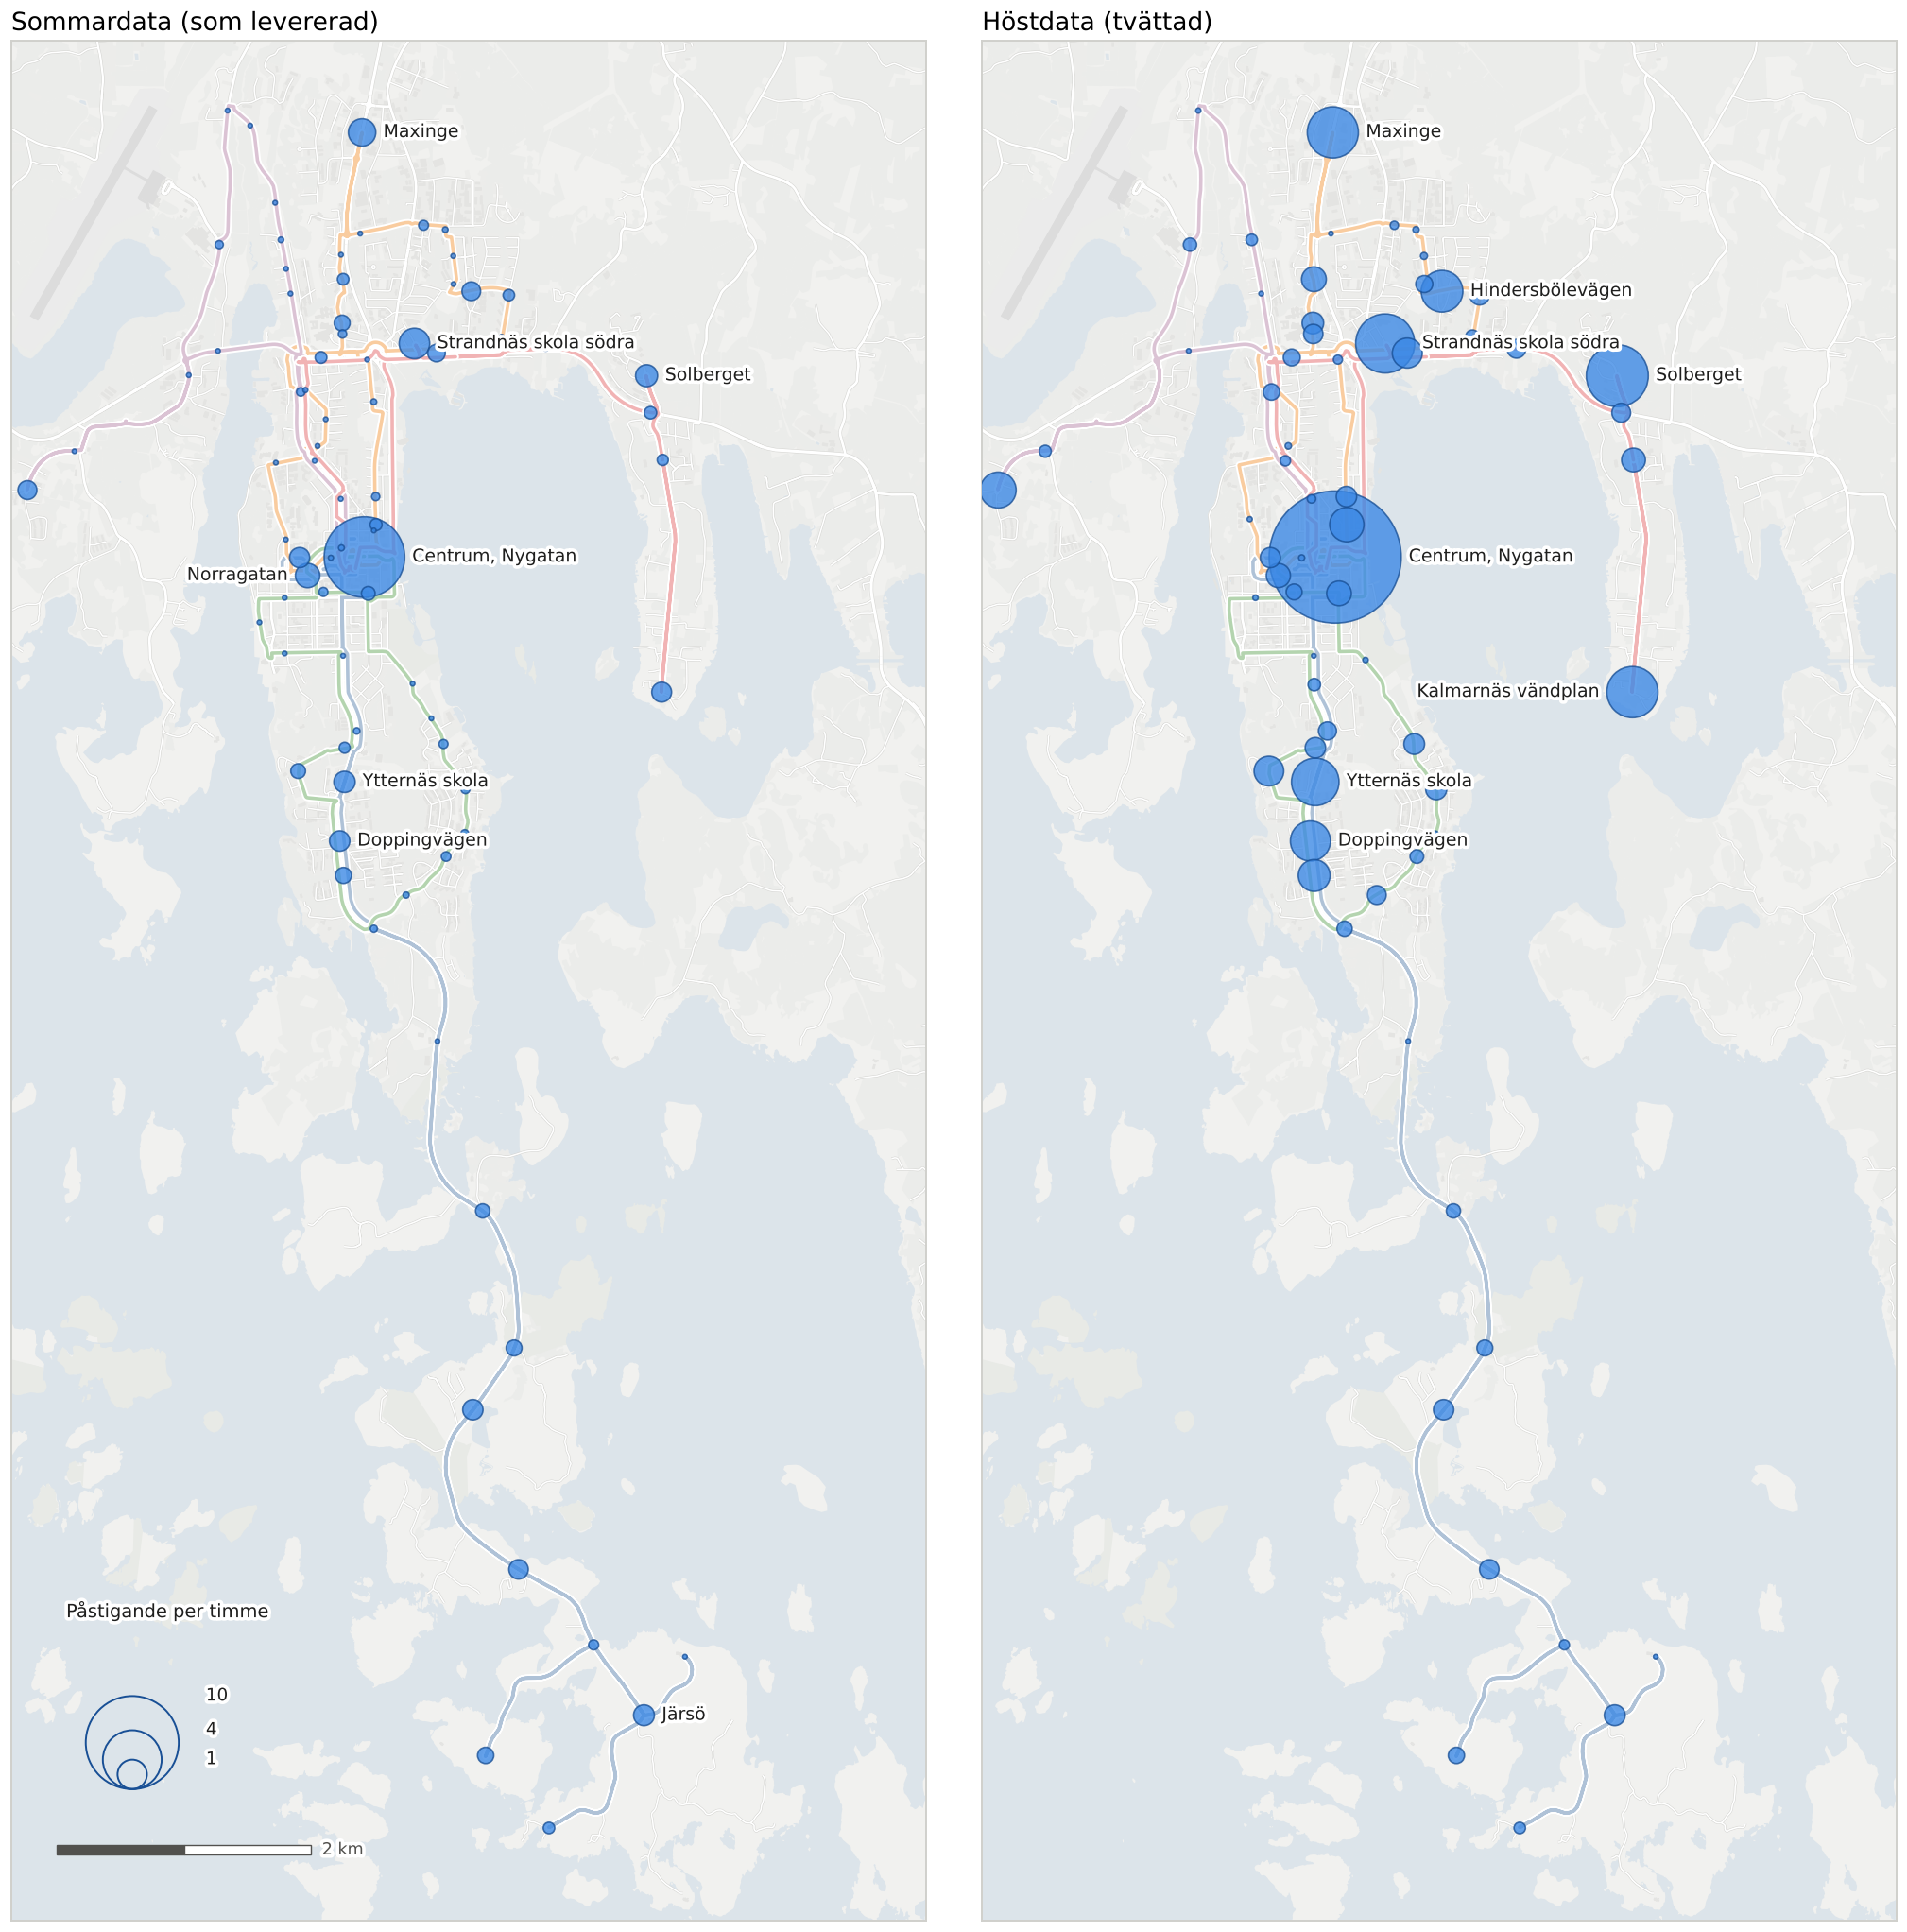 Sommardata (som levererad)
Maxinge
Strandnäs skola södra
Solberget
Centrum, Nygatan
Norragatan
Ytternäs skola
Doppingvägen
Järsö
Påstigande per timme
10
4
1
2 km
Höstdata (tvättad)
Maxinge
Hindersbölevägen
Strandnäs skola södra
Solberget
Centrum, Nygatan
Kalmarnäs vändplan
Ytternäs skola
Doppingvägen